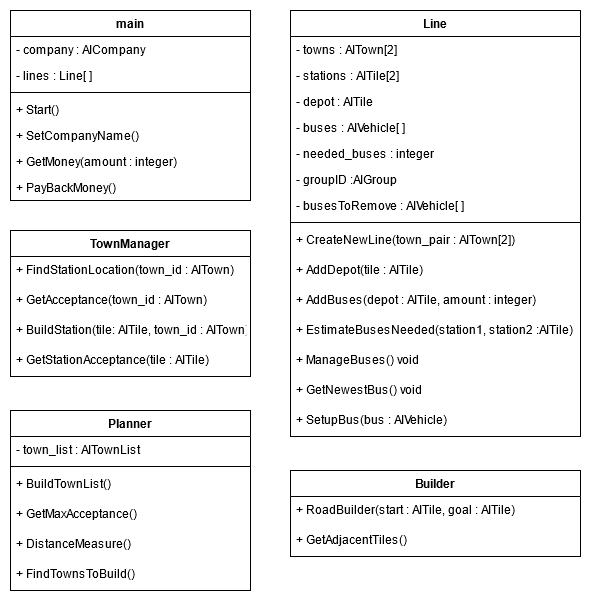 main
- company : AICompany
- lines : Line[ ]
+ Start()
+ SetCompanyName()
+ GetMoney(amount : integer)
+ PayBackMoney()
TownManager
+ FindStationLocation(town_id : AITown)
+ GetAcceptance(town_id : AITown)
+ BuildStation(tile: AITile, town_id : AITown
+ GetStationAcceptance(tile : AITile)
Planner
- town_list : AITownList
+ BuildTownList()
+ GetMaxAcceptance()
+ DistanceMeasure()
+ FindTownsToBuild()
Line
- towns : AITown[2]
- stations : AITile[2]
- depot : AITile
- buses : AIVehicle[ ]
- needed_buses : integer
- groupID :AIGroup
- busesToRemove : AIVehicle[ ]
+ CreateNewLine(town_pair : AITown[2])
+ AddDepot(tile : AITile)
+ AddBuses(depot : AITile, amount : integer)
+ EstimateBusesNeeded(station1, station2 :AITile)
+ ManageBuses() void
+ GetNewestBus() void
+ SetupBus(bus : AIVehicle)
Builder
+ RoadBuilder(start : AITile, goal : AITile)
+ GetAdjacentTiles()